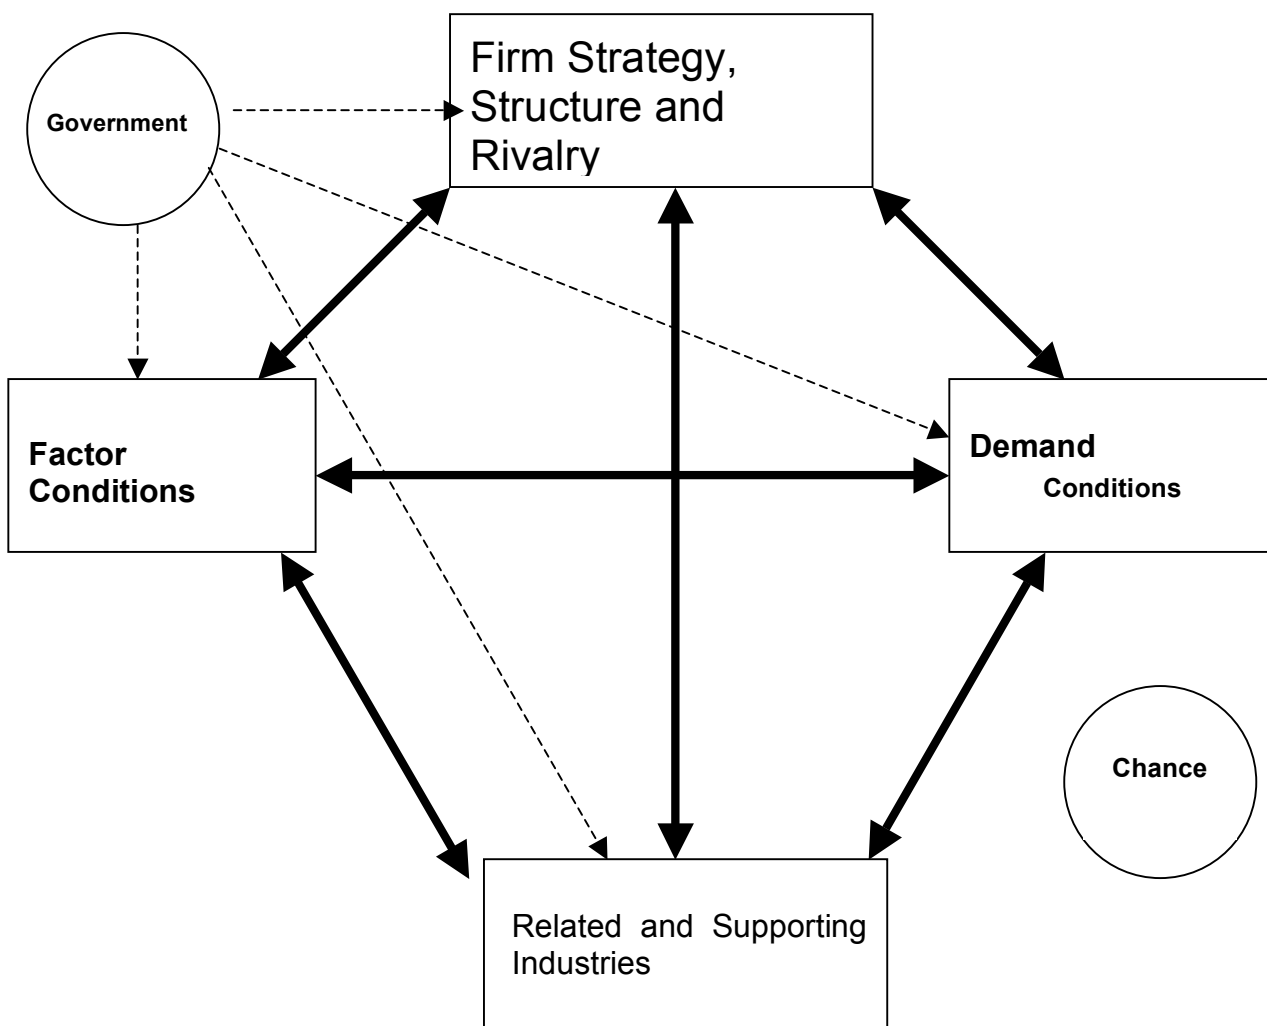 Firm Strategy,
Structure and
Rivalry
Government
Factor
Conditions
Demand
Conditions
Chance
Related and Supporting
Industries